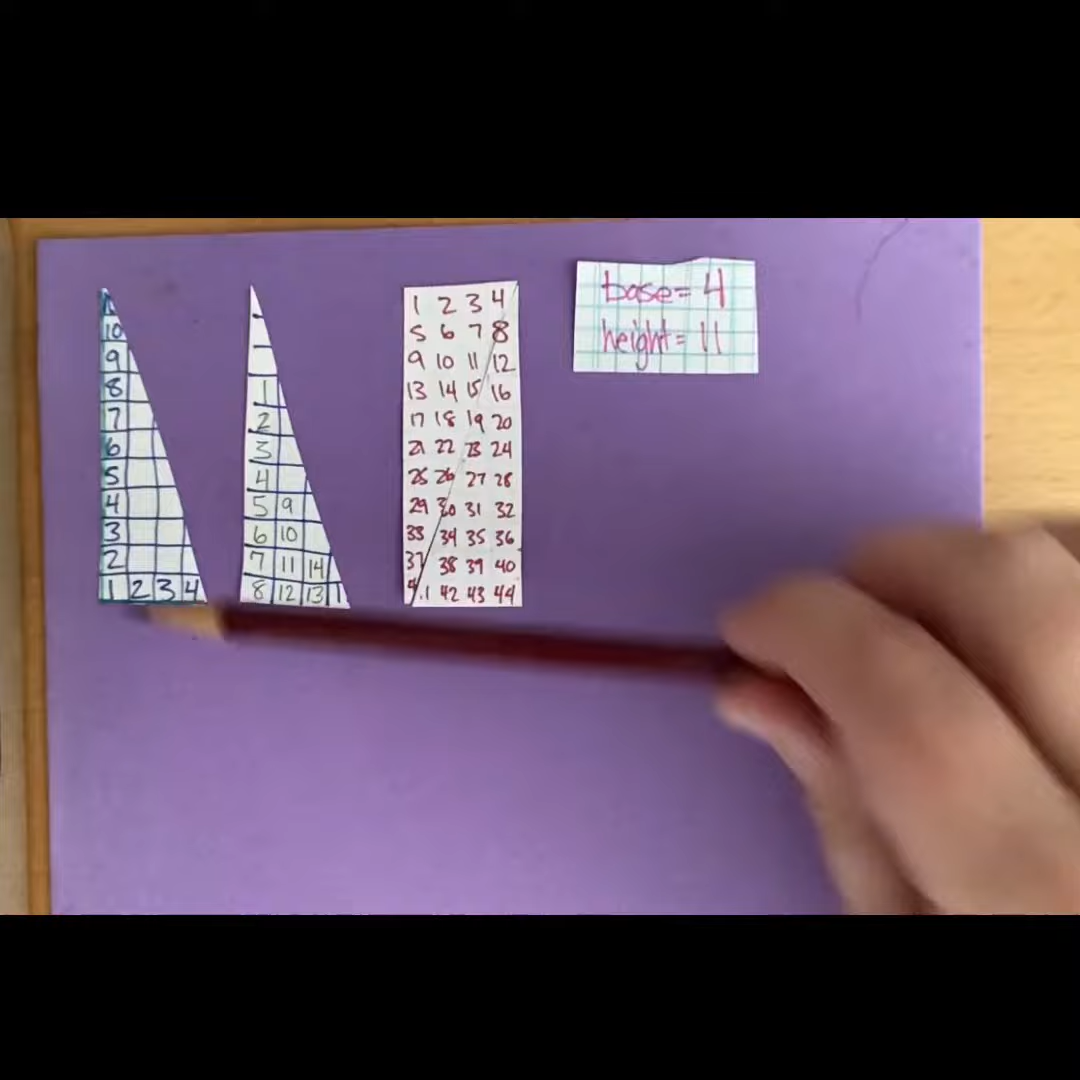 10
9
8
7
6
5
4
3
2
1 2 3 4
1
2
3
4
5 9
6 10
7 11 14
8 12 13
1 2 3 4
5 6 7 8
9 10 11 12
13 14 15 16
17 18 19 20
21 22 23 24
25 26 27 28
29 30 31 32
33 34 35 36
37 38 39 40
42 43 44
base = 4
height = 11